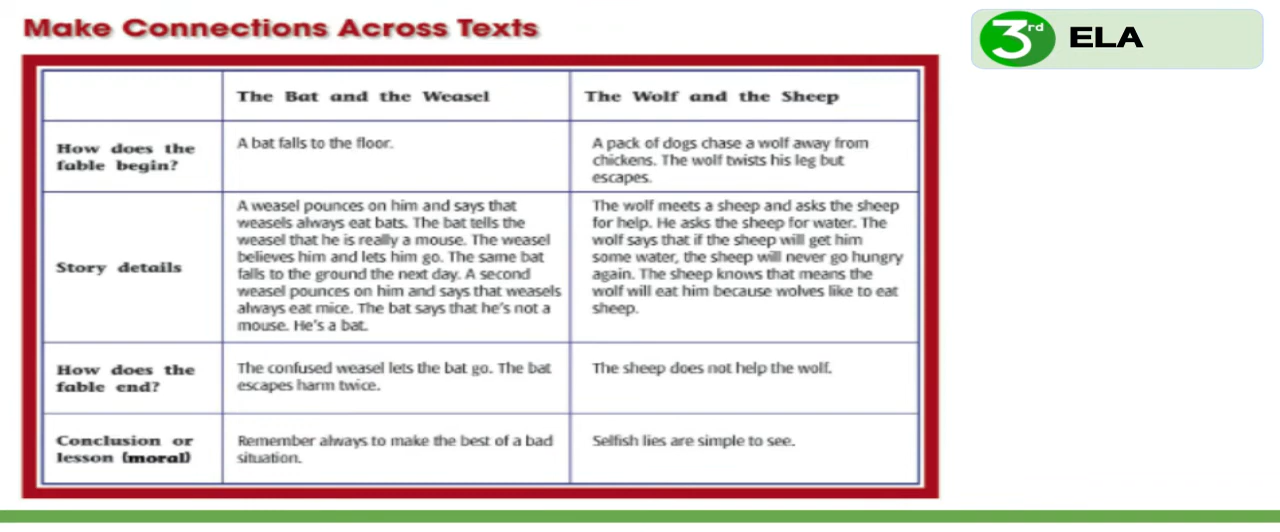 Make Connections Across Texts
3rd ELA
The Bat and the Weasel
The Wolf and the Sheep
How does the
fable begin?
A bat falls to the floor.
A pack of dogs chase a wolf away from
chickens. The wolf twists his leg but
escapes.
Story details
A weasel pounces on him and says that
weasels always eat bats. The bat tells the
weasel that he is really a mouse. The weasel
believes him and lets him go. The same bat
falls to the ground the next day. A second
weasel pounces on him and says that weasels
always eat mice. The bat says that he's not a
mouse. He's a bat.
The wolf meets a sheep and asks the sheep
for help. He asks the sheep for water. The
wolf says that if the sheep will get him
some water, the sheep will never go hungry
again. The sheep knows that means the
wolf will eat him because wolves like to eat
sheep.
How does the
fable end?
The confused weasel lets the bat go. The bat
escapes harm twice.
The sheep does not help the wolf.
Conclusion or
lesson (moral)
Remember always to make the best of a bad
situation.
Selfish lies are simple to see.